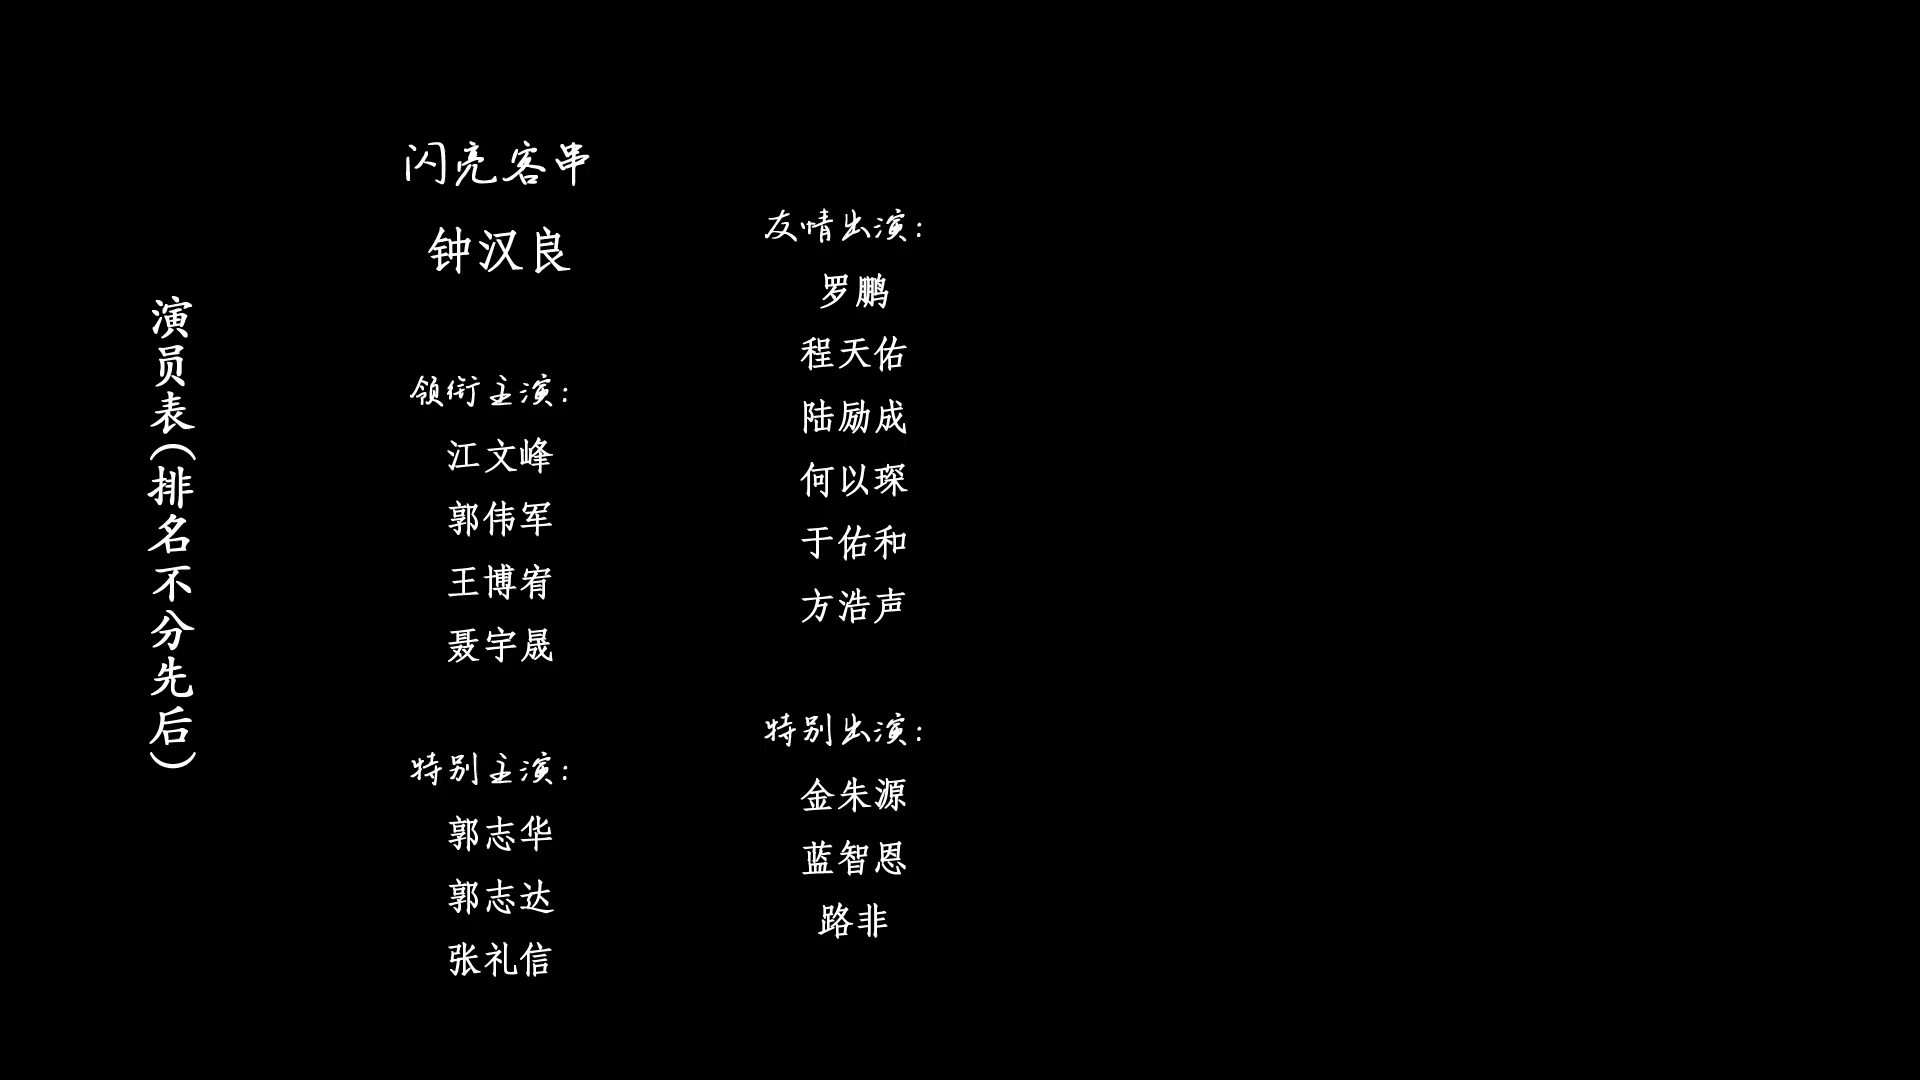 演员表(排名不分先后)
闪亮客串
钟汉良
领衔主演:
江文峰
郭伟军
王博宥
聂宇晟
特别主演:
郭志华
郭志达
张礼信
友情出演:
罗鹏
程天佑
陆励成
何以琛
于佑和
方浩声
特别出演:
金朱源
蓝智恩
路非